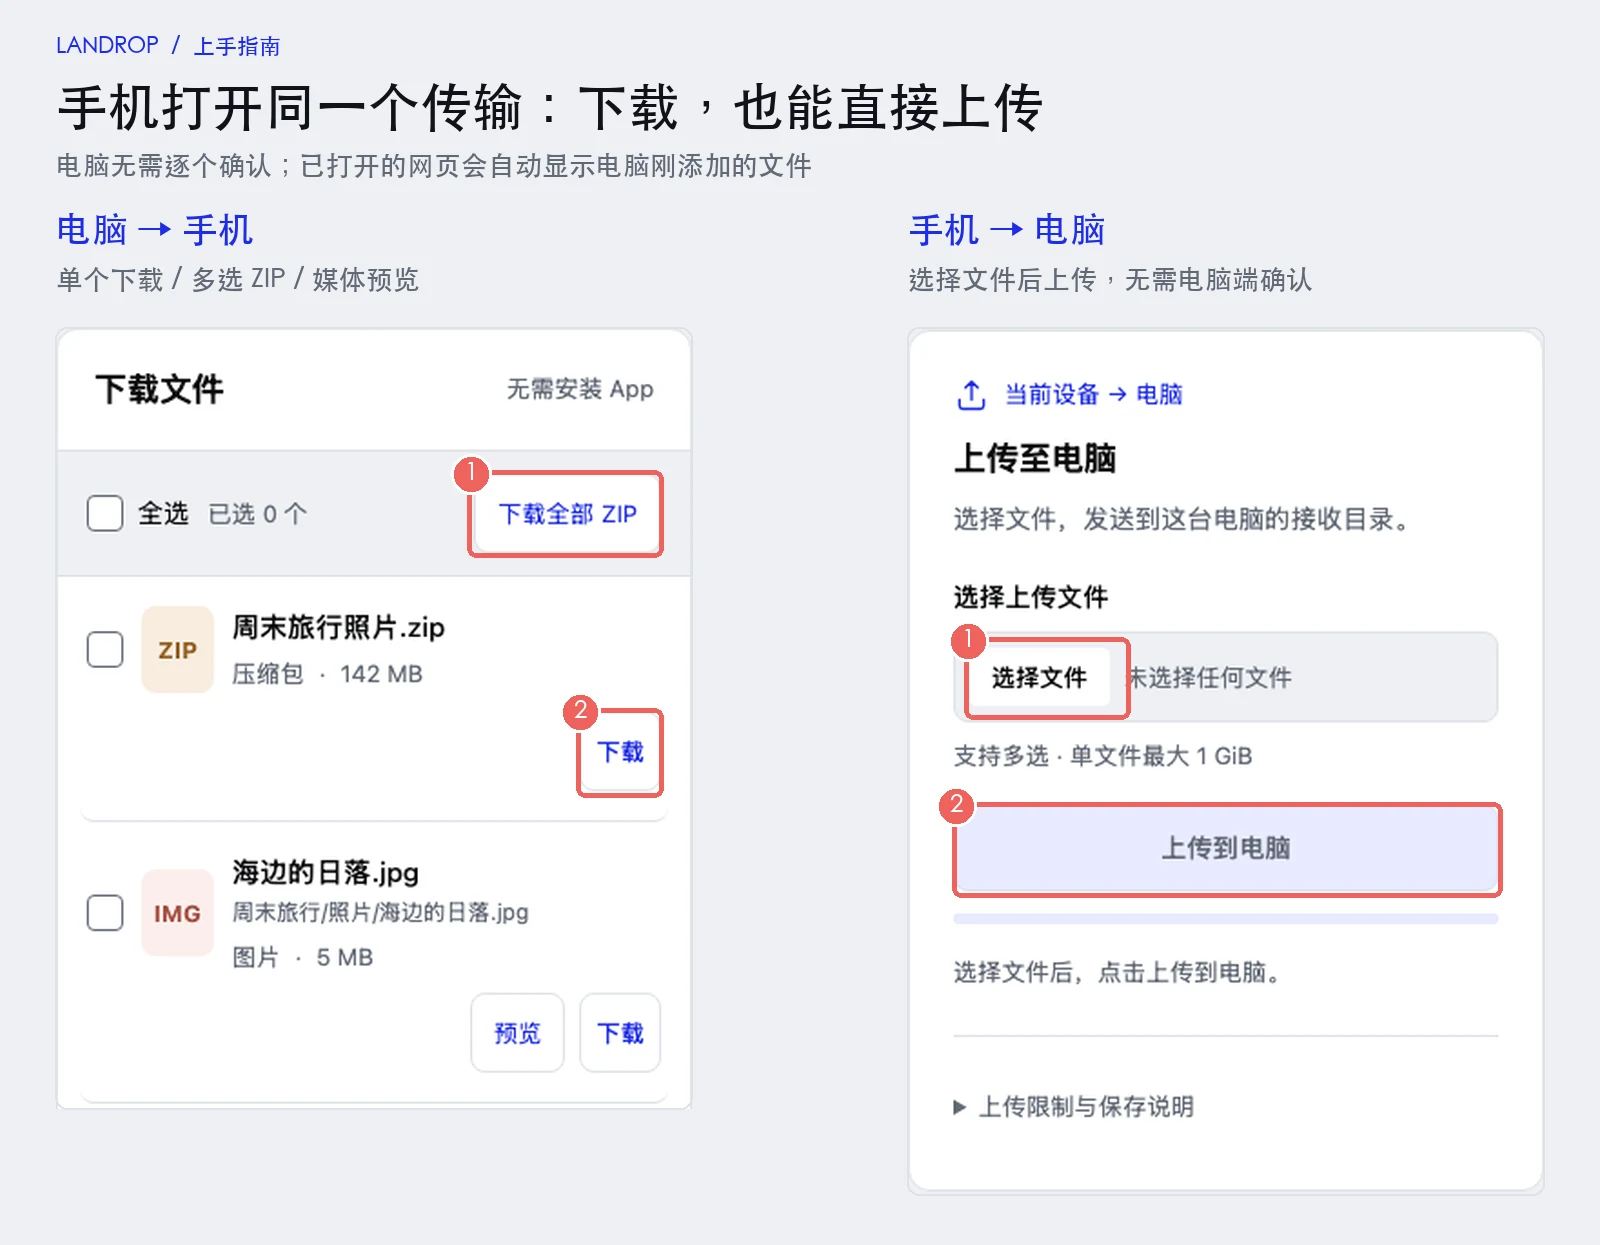 LANDROP / 上手指南
手机打开同一个传输：下载，也能直接上传
电脑无需逐个确认；已打开的网页会自动显示电脑刚添加的文件
电脑 → 手机
单个下载 / 多选 ZIP / 媒体预览
下载文件
无需安装 App
全选 已选 0 个
1
下载全部 ZIP
ZIP
周末旅行照片.zip
压缩包 · 142 MB
2
下载
IMG
海边的日落.jpg
周末旅行/照片/海边的日落.jpg
图片 · 5 MB
预览
下载
手机 → 电脑
选择文件后上传，无需电脑端确认
当前设备 → 电脑
上传至电脑
选择文件，发送到这台电脑的接收目录。
选择上传文件
1
选择文件 未选择任何文件
支持多选 · 单文件最大 1 GiB
2
上传到电脑
选择文件后，点击上传到电脑。
▶ 上传限制与保存说明